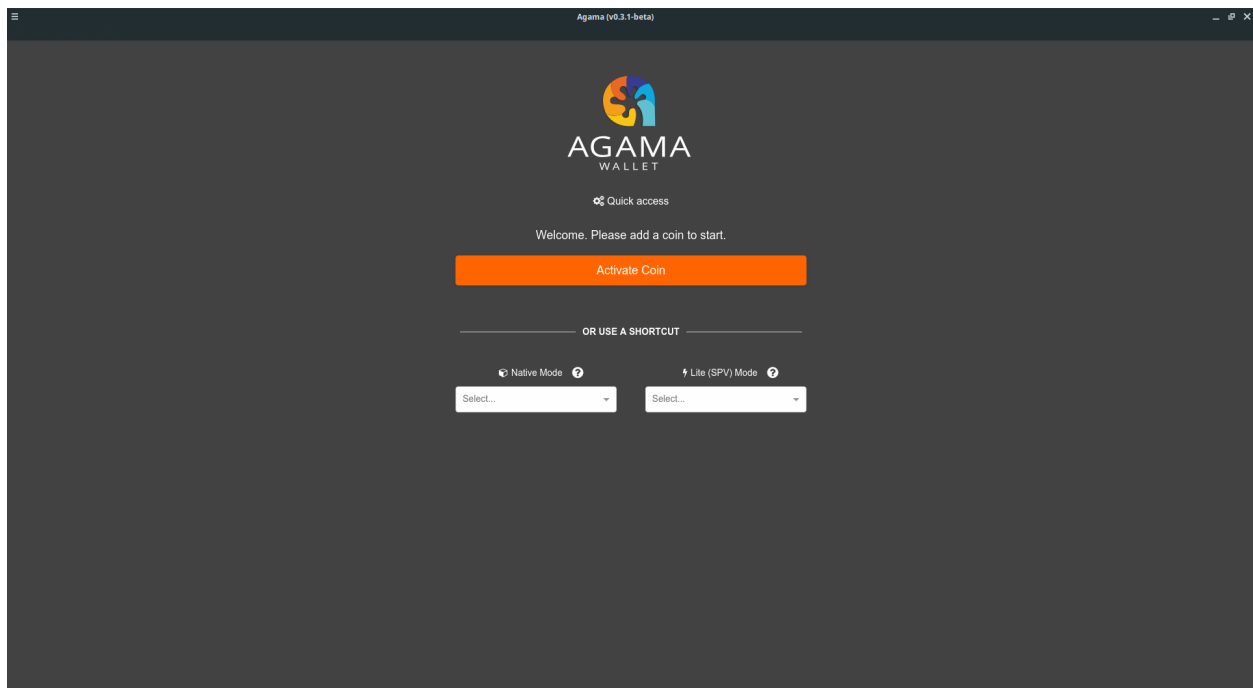 Agama (v0.3.1-beta)
AGAMA
WALLET
Quick access
Welcome. Please add a coin to start.
Activate Coin
OR USE A SHORTCUT
Native Mode ? Lite (SPV) Mode ?
Select... Select...